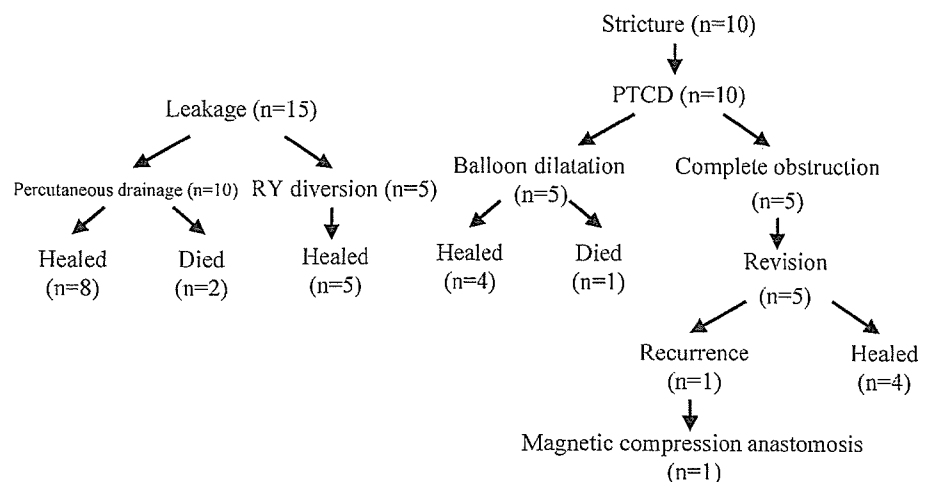 Leakage (n=15)
Percutaneous drainage (n=10)
RY diversion (n=5)
Healed
(n=8)
Died
(n=2)
Healed
(n=5)
Stricture (n=10)
PTCD (n=10)
Balloon dilatation
(n=5)
Complete obstruction
(n=5)
Healed
(n=4)
Died
(n=1)
Revision
(n=5)
Recurrence
(n=1)
Healed
(n=4)
Magnetic compression anastomosis
(n=1)